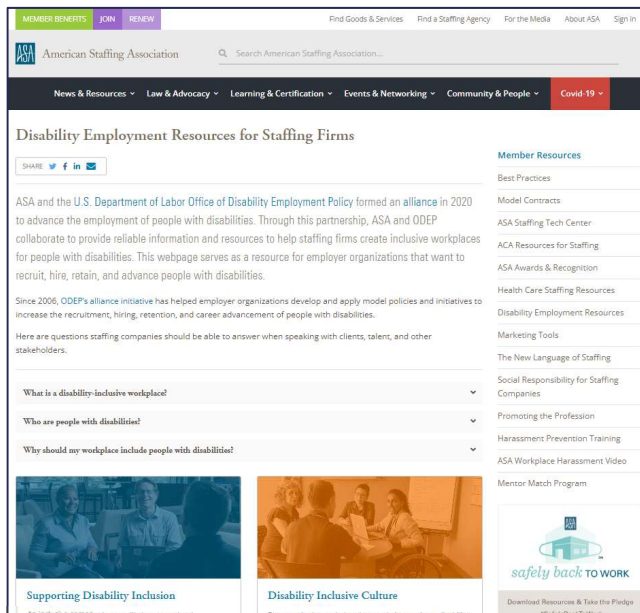 MEMBER BENEFITS JOIN RENEW
Find Goods & Services Find a Staffing Agency For the Media About ASA Sign in
ASA American Staffing Association
Search American Staffing Association...
News & Resources Law & Advocacy Learning & Certification Events & Networking Community & People Covid-19
Disability Employment Resources for Staffing Firms
SHARE
ASA and the U.S. Department of Labor Office of Disability Employment Policy formed an alliance in 2020
to advance the employment of people with disabilities. Through this partnership, ASA and ODEP
collaborate to provide reliable information and resources to help staffing firms create inclusive workplaces
for people with disabilities. This webpage serves as a resource for employer organizations that want to
recruit, hire, retain, and advance people with disabilities.
Since 2006, ODEP's alliance initiative has helped employer organizations develop and apply model policies and initiatives to
increase the recruitment, hiring, retention, and career advancement of people with disabilities.
Here are questions staffing companies should be able to answer when speaking with clients, talent, and other
stakeholders.
What is a disability-inclusive workplace?
Who are people with disabilities?
Why should my workplace include people with disabilities?
Supporting Disability Inclusion
Disability Inclusive Culture
Member Resources
Best Practices
Model Contracts
ASA Staffing Tech Center
ACA Resources for Staffing
ASA Awards & Recognition
Health Care Staffing Resources
Disability Employment Resources
Marketing Tools
The New Language of Staffing
Social Responsibility for Staffing
Companies
Promoting the Profession
Harassment Prevention Training
ASA Workplace Harassment Video
Mentor Match Program
ASA
safely back TO WORK
Download Resources & Take the Pledge